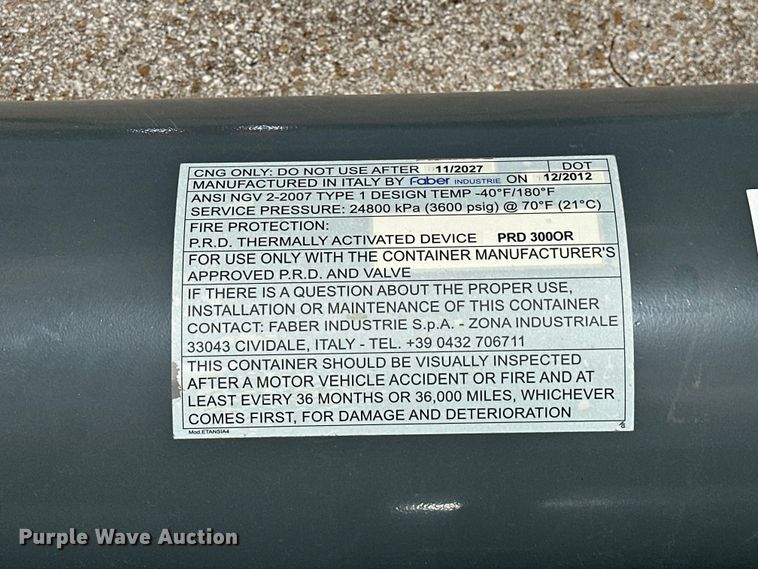 CNG ONLY: DO NOT USE AFTER 11/2027 DOT
MANUFACTURED IN ITALY BY Faber INDUSTRIE ON 12/2012
ANSI NGV 2-2007 TYPE 1 DESIGN TEMP -40°F/180°F
SERVICE PRESSURE: 24800 kPa (3600 psig) @ 70°F (21°C)
FIRE PROTECTION:
P.R.D. THERMALLY ACTIVATED DEVICE PRD 300OR
FOR USE ONLY WITH THE CONTAINER MANUFACTURER'S
APPROVED P.R.D. AND VALVE
IF THERE IS A QUESTION ABOUT THE PROPER USE,
INSTALLATION OR MAINTENANCE OF THIS CONTAINER
CONTACT: FABER INDUSTRIE S.p.A. - ZONA INDUSTRIALE
33043 CIVIDALE, ITALY - TEL. +39 0432 706711
THIS CONTAINER SHOULD BE VISUALLY INSPECTED
AFTER A MOTOR VEHICLE ACCIDENT OR FIRE AND AT
LEAST EVERY 36 MONTHS OR 36,000 MILES, WHICHEVER
COMES FIRST, FOR DAMAGE AND DETERIORATION
Mod.ETANSIA4
Purple Wave Auction